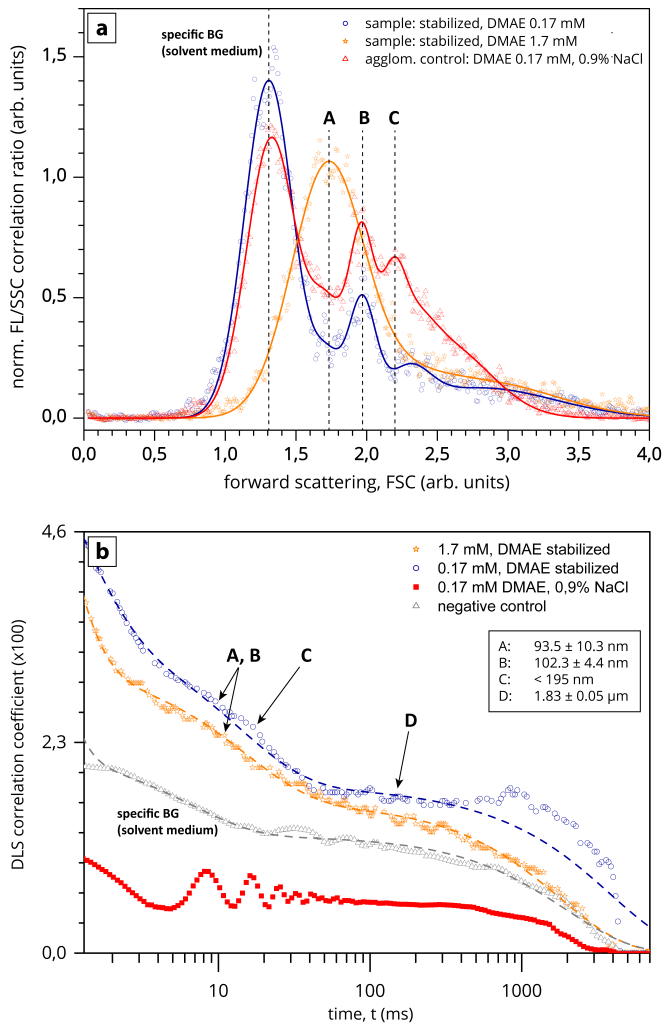 a
specific BG
(solvent medium)
sample: stabilized, DMAE 0.17 mM
sample: stabilized, DMAE 1.7 mM
agglom. control: DMAE 0.17 mM, 0.9% NaCl
A
B
C
norm. FL/SSC correlation ratio (arb. units)
1,5
1,0
0,5
0,0
0,0
0,5
1,0
1,5
2,0
2,5
3,0
3,5
4,0
forward scattering, FSC (arb. units)
b
1.7 mM, DMAE stabilized
0.17 mM, DMAE stabilized
0.17 mM DMAE, 0,9% NaCl
negative control
A: 93.5 ± 10.3 nm
B: 102.3 ± 4.4 nm
C: < 195 nm
D: 1.83 ± 0.05 µm
A, B
C
D
specific BG
(solvent medium)
DLS correlation coefficient (x100)
4,6
2,3
0,0
10
100
1000
time, t (ms)